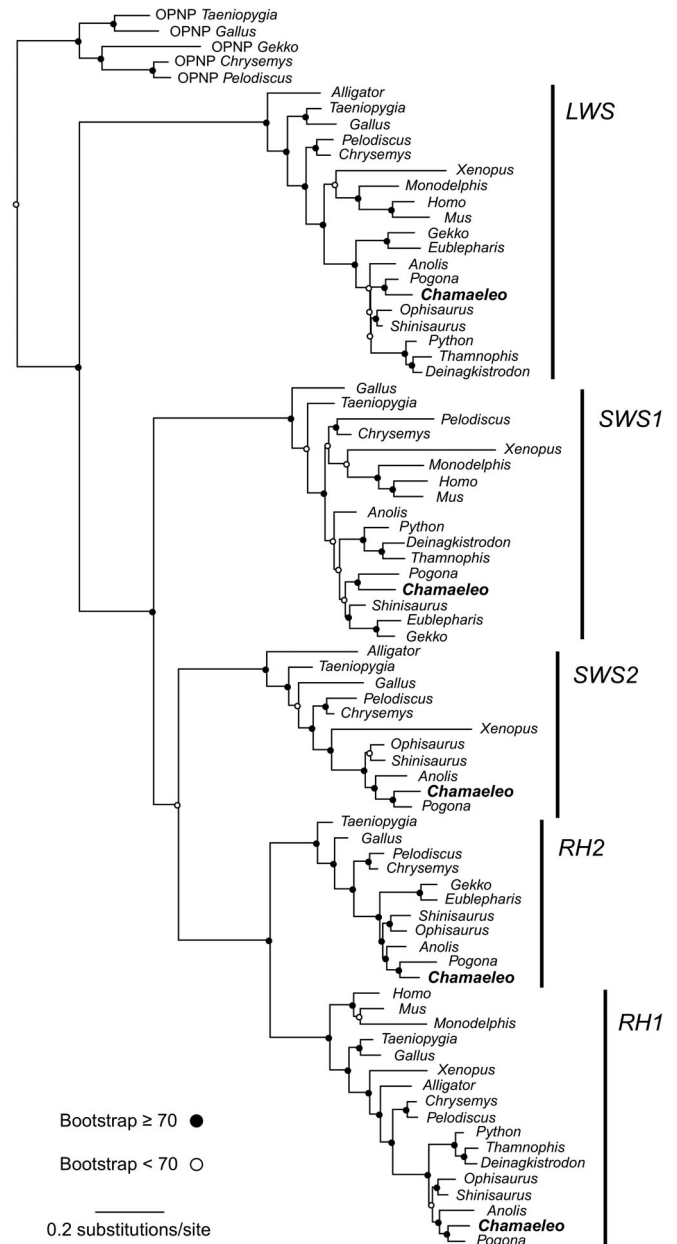 OPNP Taeniopygia
OPNP Gallus
OPNP Gekko
OPNP Chrysemys
OPNP Pelodiscus
LWS
Alligator
Taeniopygia
Gallus
Pelodiscus
Chrysemys
Xenopus
Monodelphis
Homo
Mus
Gekko
Eublepharis
Anolis
Pogona
Chamaeleo
Ophisaurus
Shinisaurus
Python
Thamnophis
Deinagkistrodon
SWS1
Gallus
Taeniopygia
Pelodiscus
Chrysemys
Xenopus
Monodelphis
Homo
Mus
Anolis
Python
Deinagkistrodon
Thamnophis
Pogona
Chamaeleo
Shinisaurus
Eublepharis
Gekko
SWS2
Alligator
Taeniopygia
Gallus
Pelodiscus
Chrysemys
Xenopus
Ophisaurus
Shinisaurus
Anolis
Chamaeleo
Pogona
RH2
Taeniopygia
Gallus
Pelodiscus
Chrysemys
Gekko
Eublepharis
Shinisaurus
Ophisaurus
Anolis
Pogona
Chamaeleo
RH1
Homo
Mus
Monodelphis
Taeniopygia
Gallus
Xenopus
Alligator
Chrysemys
Pelodiscus
Python
Thamnophis
Deinagkistrodon
Ophisaurus
Shinisaurus
Anolis
Chamaeleo
Pogona
Bootstrap ≥ 70
Bootstrap < 70
0.2 substitutions/site